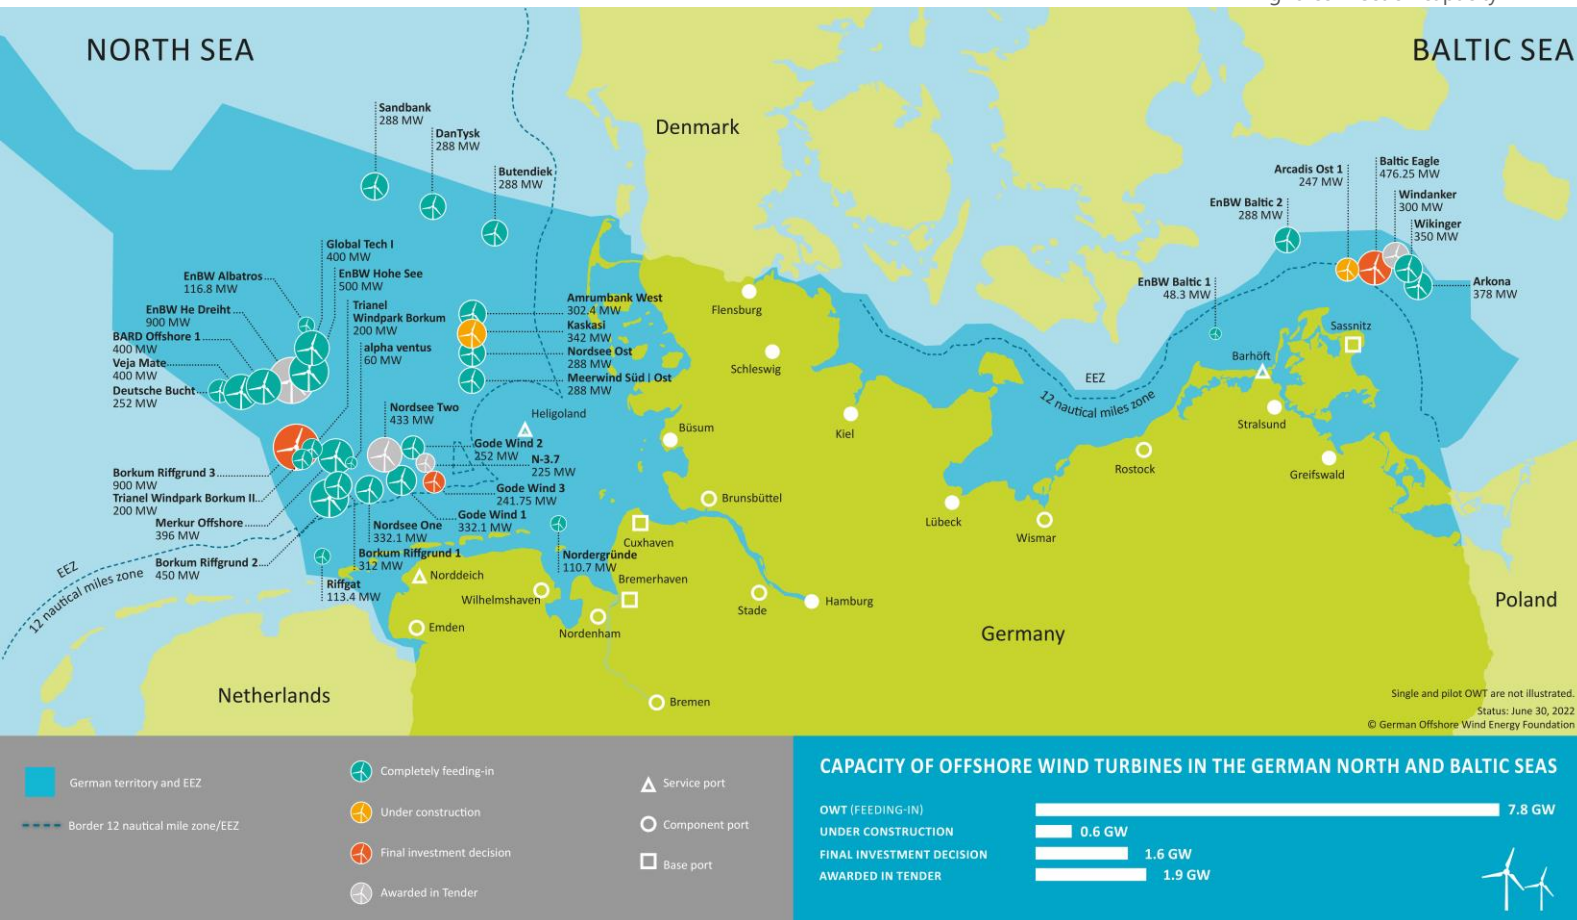 NORTH SEA
BALTIC SEA
Denmark
Sandbank
288 MW
DanTysk
288 MW
Butendiek
288 MW
Global Tech I
400 MW
EnBW Albatros
116.8 MW
EnBW Hohe See
500 MW
EnBW He Dreiht
900 MW
Trianel
Windpark Borkum
200 MW
BARD Offshore 1
400 MW
alpha ventus
60 MW
Veja Mate
400 MW
Deutsche Bucht
252 MW
Amrumbank West
302.4 MW
Kaskasi
342 MW
Nordsee Ost
288 MW
Meerwind Süd | Ost
288 MW
Nordsee Two
433 MW
Heligoland
Gode Wind 2
252 MW
N-3.7
225 MW
Gode Wind 3
241.75 MW
Gode Wind 1
332.1 MW
Borkum Riffgrund 3
900 MW
Trianel Windpark Borkum II
200 MW
Merkur Offshore
396 MW
Borkum Riffgrund 2
450 MW
Nordsee One
332.1 MW
Borkum Riffgrund 1
312 MW
Riffgat
113.4 MW
Nordergründe
110.7 MW
EEZ
12 nautical miles zone
Arcadis Ost 1
247 MW
Baltic Eagle
476.25 MW
Windanker
300 MW
EnBW Baltic 2
288 MW
Wikinger
350 MW
EnBW Baltic 1
48.3 MW
Arkona
378 MW
EEZ
12 nautical miles zone
Flensburg
Schleswig
Kiel
Büsum
Brunsbüttel
Cuxhaven
Bremerhaven
Norddeich
Wilhelmshaven
Emden
Nordenham
Stade
Hamburg
Bremen
Lübeck
Wismar
Rostock
Barhöft
Sassnitz
Stralsund
Greifswald
Germany
Netherlands
Poland
Single and pilot OWT are not illustrated.
Status: June 30, 2022
© German Offshore Wind Energy Foundation
German territory and EEZ
Border 12 nautical mile zone/EEZ
Completely feeding-in
Under construction
Final investment decision
Awarded in Tender
Service port
Component port
Base port
CAPACITY OF OFFSHORE WIND TURBINES IN THE GERMAN NORTH AND BALTIC SEAS
OWT (FEEDING-IN) 7.8 GW
UNDER CONSTRUCTION 0.6 GW
FINAL INVESTMENT DECISION 1.6 GW
AWARDED IN TENDER 1.9 GW